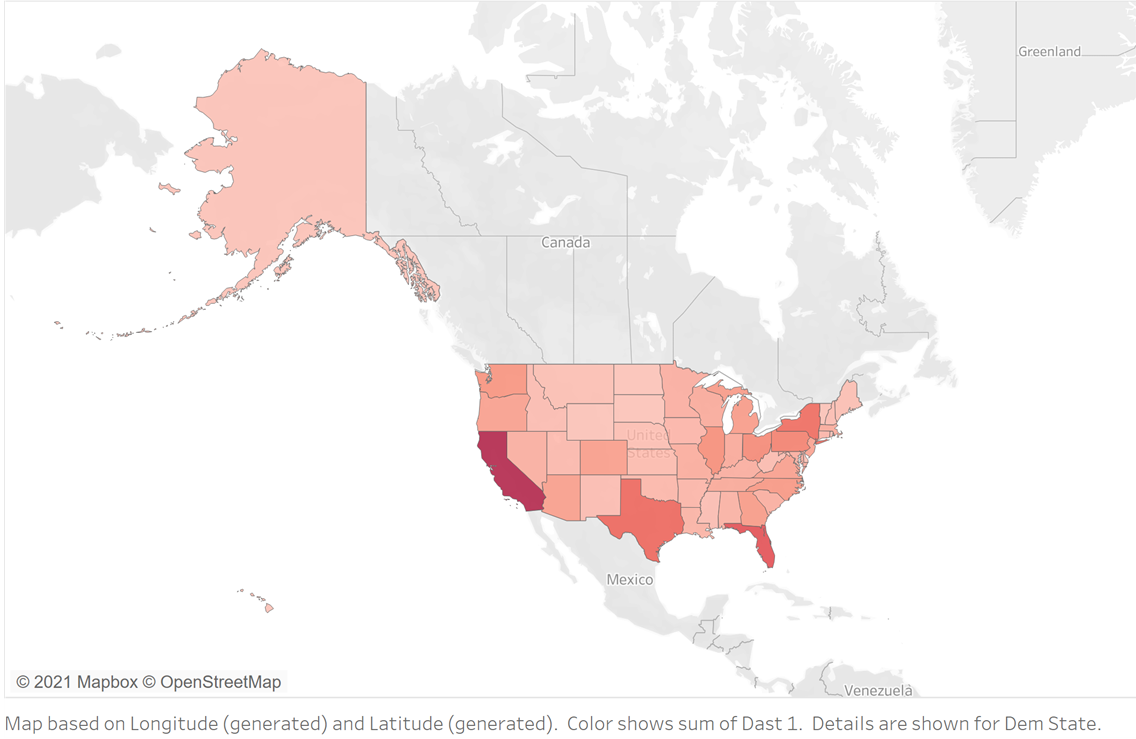 Greenland
Canada
United
States
Mexico
© 2021 Mapbox © OpenStreetMap
Venezuela
Map based on Longitude (generated) and Latitude (generated).  Color shows sum of Dast 1.  Details are shown for Dem State.